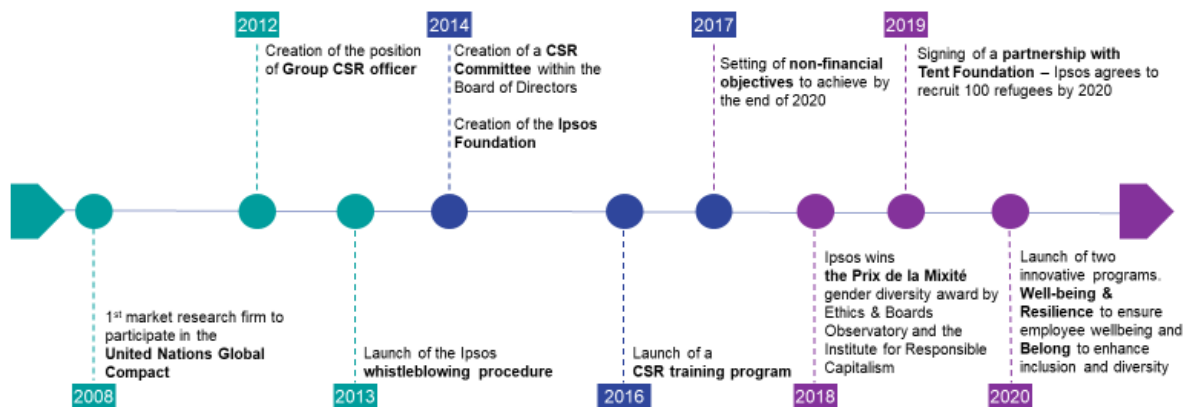 2012
Creation of the position
of Group CSR officer
2014
Creation of a CSR
Committee within the
Board of Directors
Creation of the Ipsos
Foundation
2017
Setting of non-financial
objectives to achieve by
the end of 2020
2019
Signing of a partnership with
Tent Foundation – Ipsos agrees to
recruit 100 refugees by 2020
1st market research firm to
participate in the
United Nations Global
Compact
2008
Launch of the Ipsos
whistleblowing procedure
2013
Launch of a
CSR training program
2016
Ipsos wins
the Prix de la Mixité
gender diversity award by
Ethics & Boards
Observatory and the
Institute for Responsible
Capitalism
2018
Launch of two
innovative programs.
Well-being &
Resilience to ensure
employee wellbeing and
Belong to enhance
inclusion and diversity
2020